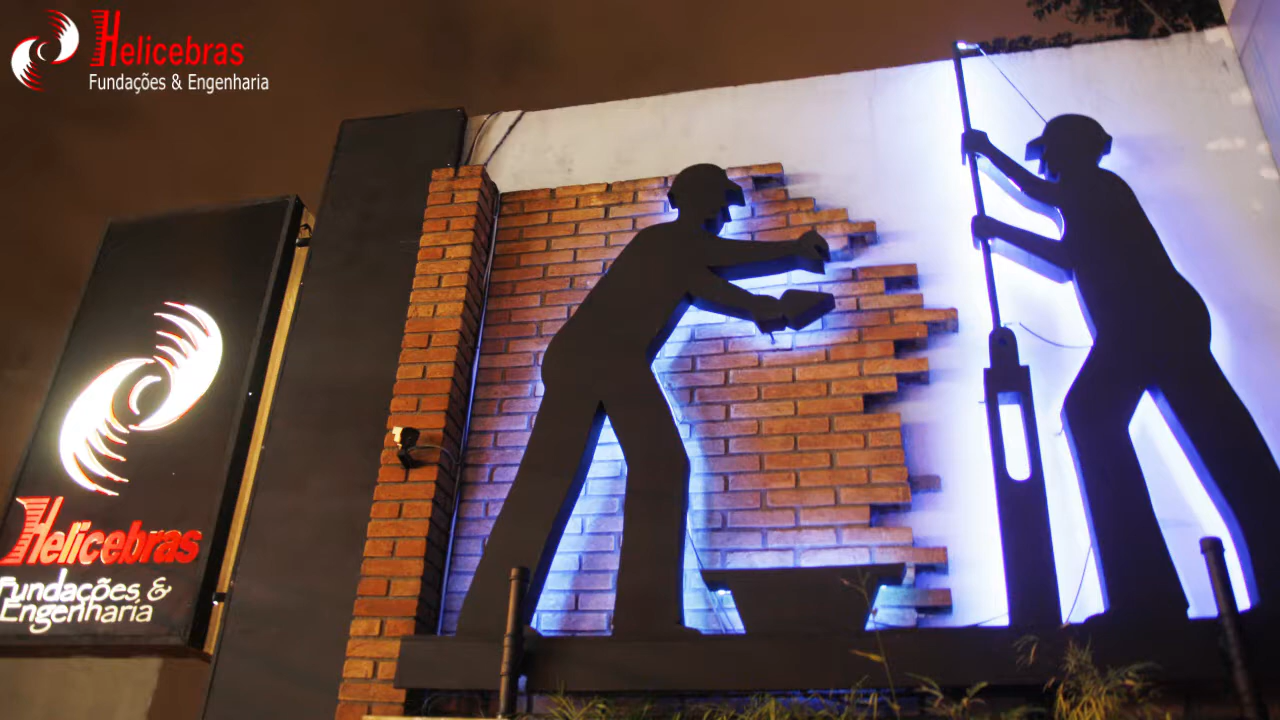 Helicebras
Fundações & Engenharia
Helicebras
Fundações &
Engenharia